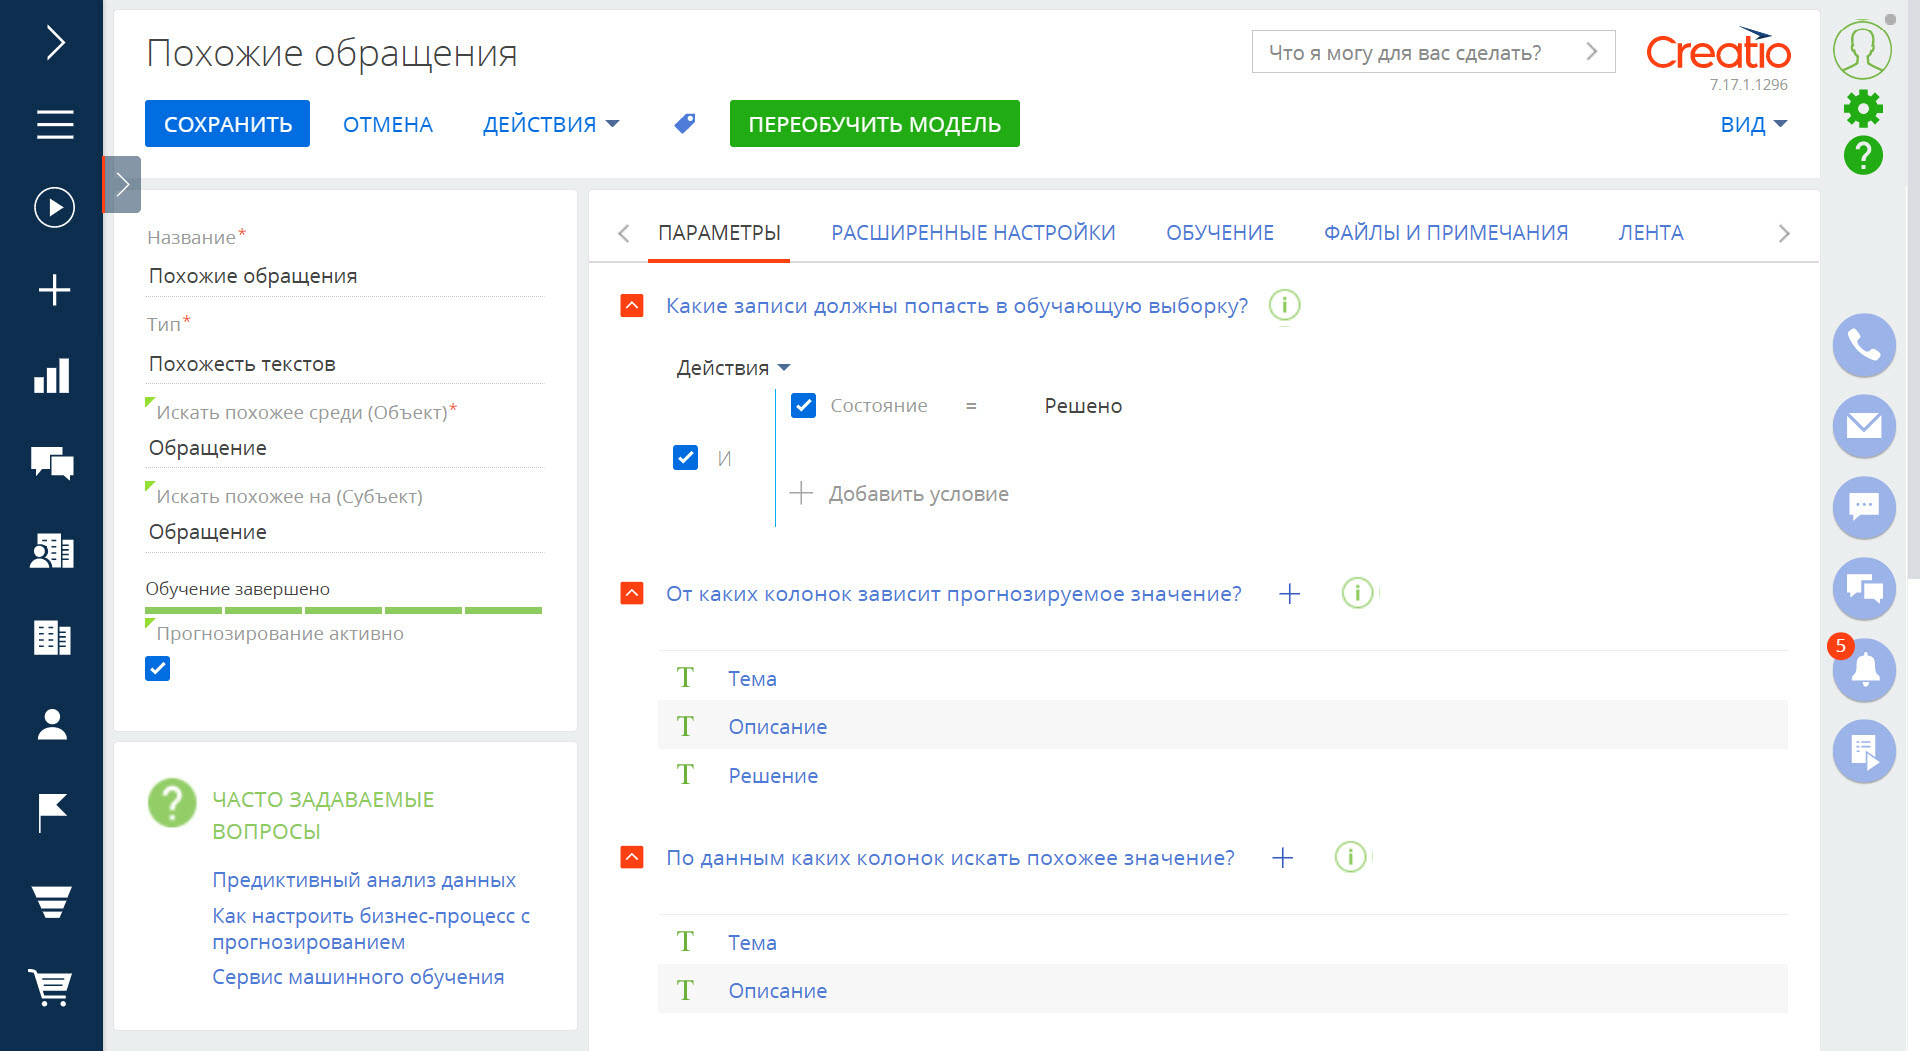 Похожие обращения
Что я могу для вас сделать?
Creatio
7.17.1.1296
СОХРАНИТЬ
ОТМЕНА
ДЕЙСТВИЯ
ПЕРЕОБУЧИТЬ МОДЕЛЬ
ВИД
Название*
Похожие обращения
Тип*
Похожесть текстов
Искать похожее среди (Объект)*
Обращение
Искать похожее на (Субъект)
Обращение
Обучение завершено
Прогнозирование активно
ЧАСТО ЗАДАВАЕМЫЕ
ВОПРОСЫ
Предиктивный анализ данных
Как настроить бизнес-процесс с
прогнозированием
Сервис машинного обучения
ПАРАМЕТРЫ
РАСШИРЕННЫЕ НАСТРОЙКИ
ОБУЧЕНИЕ
ФАЙЛЫ И ПРИМЕЧАНИЯ
ЛЕНТА
Какие записи должны попасть в обучающую выборку?
Действия
Состояние = Решено
И
Добавить условие
От каких колонок зависит прогнозируемое значение?
T Тема
T Описание
T Решение
По данным каких колонок искать похожее значение?
T Тема
T Описание
5